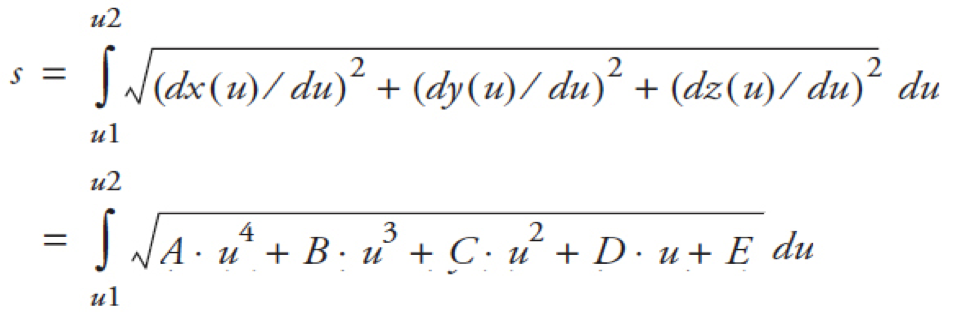 u2
s = ∫ √(dx(u)/du)² + (dy(u)/du)² + (dz(u)/du)² du
u1
u2
= ∫ √A · u⁴ + B · u³ + C · u² + D · u + E du
u1